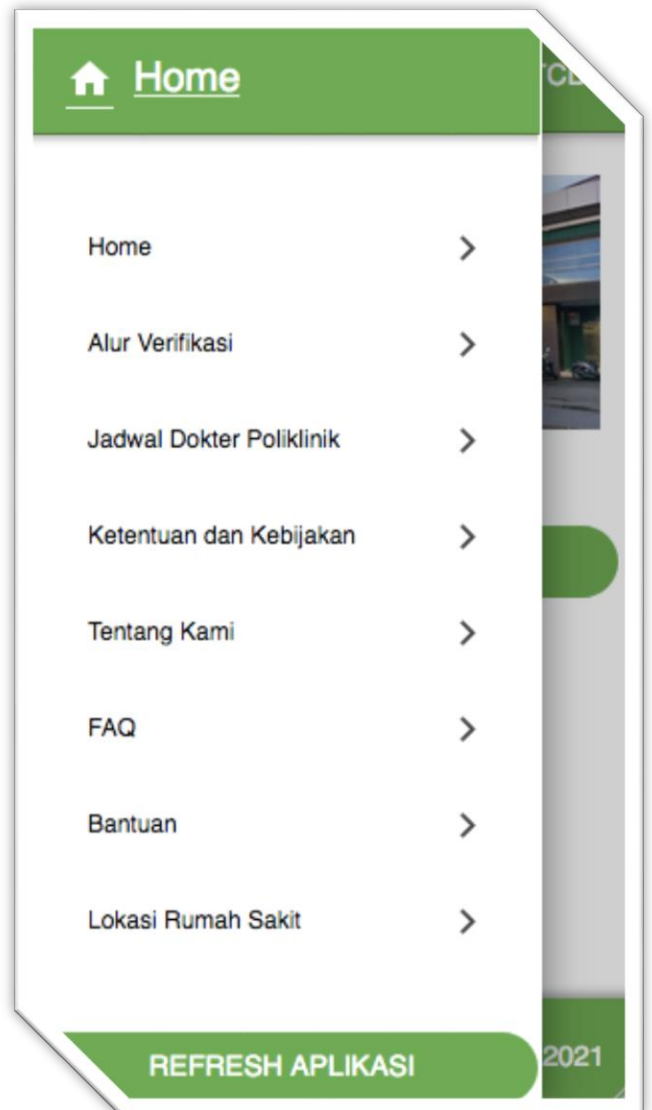 Home
Home
Alur Verifikasi
Jadwal Dokter Poliklinik
Ketentuan dan Kebijakan
Tentang Kami
FAQ
Bantuan
Lokasi Rumah Sakit
REFRESH APLIKASI
2021